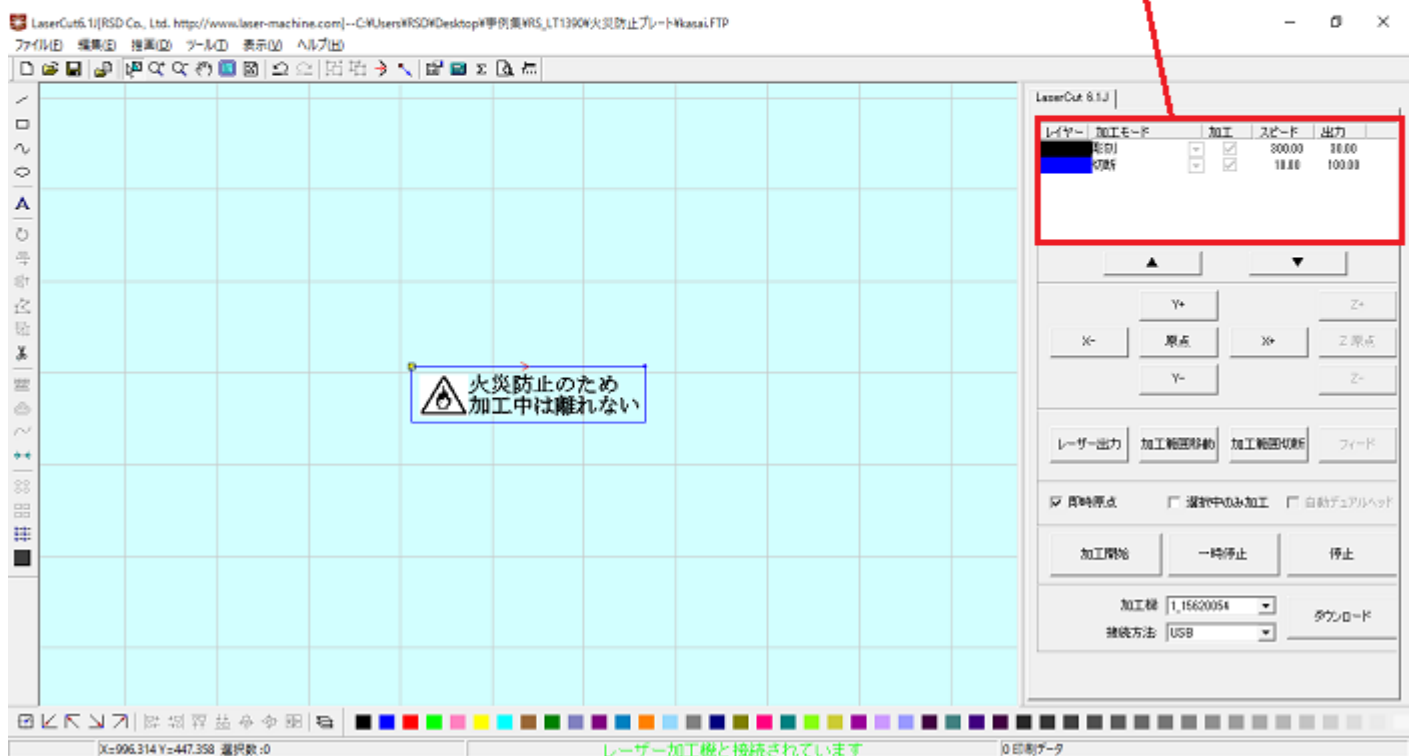 LaserCut6.1J[RSD Co., Ltd. http://www.laser-machine.com]--C:¥Users¥RSD¥Desktop¥事例集¥RS_LT1390¥火災防止プレート¥kasai.FTP
ファイル(F) 編集(E) 描画(D) ツール(T) 表示(V) ヘルプ(H)
LaserCut 6.1J
レイヤー 加工モード 加工 スピード 出力
彫刻 300.00 30.00
切断 10.00 100.00
▲ ▼
Y+ Z+
X- 原点 X+ Z 原点
Y- Z-
火災防止のため
加工中は離れない
レーザー出力 加工範囲移動 加工範囲切断 フィード
即時原点 選択中のみ加工 自動デュアルヘッド
加工開始 一時停止 停止
加工機 1_15620054
ダウンロード
接続方法: USB
X=996.314 Y=447.358 選択数:0 レーザー加工機と接続されています 0 印刷データ